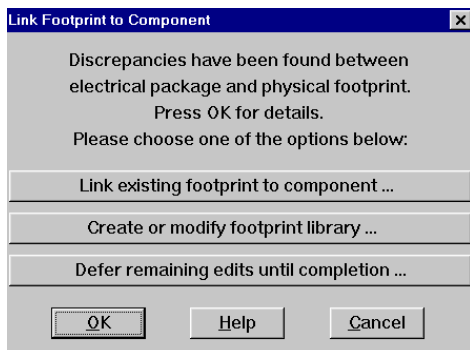 Link Footprint to Component
Discrepancies have been found between
electrical package and physical footprint.
Press OK for details.
Please choose one of the options below:
Link existing footprint to component ...
Create or modify footprint library ...
Defer remaining edits until completion ...
OK Help Cancel